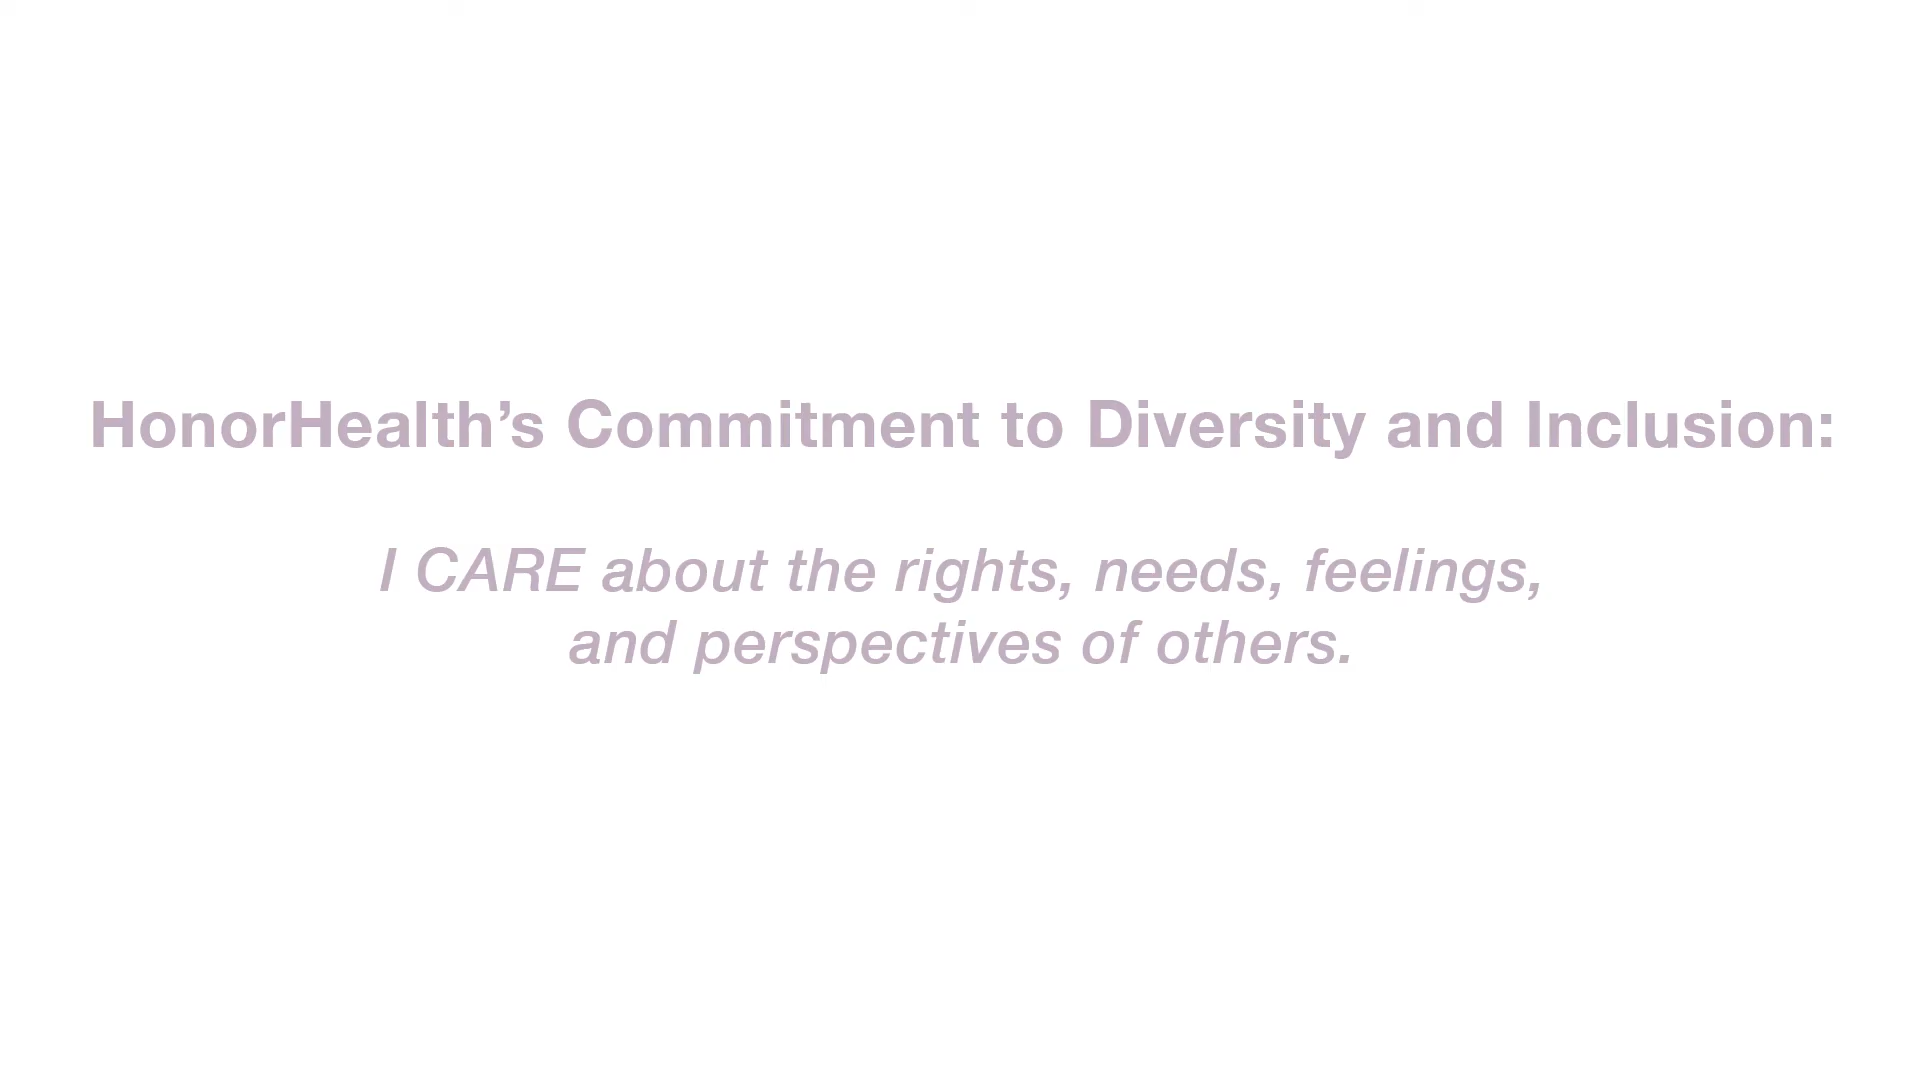 HonorHealth’s Commitment to Diversity and Inclusion:
I CARE about the rights, needs, feelings,
and perspectives of others.